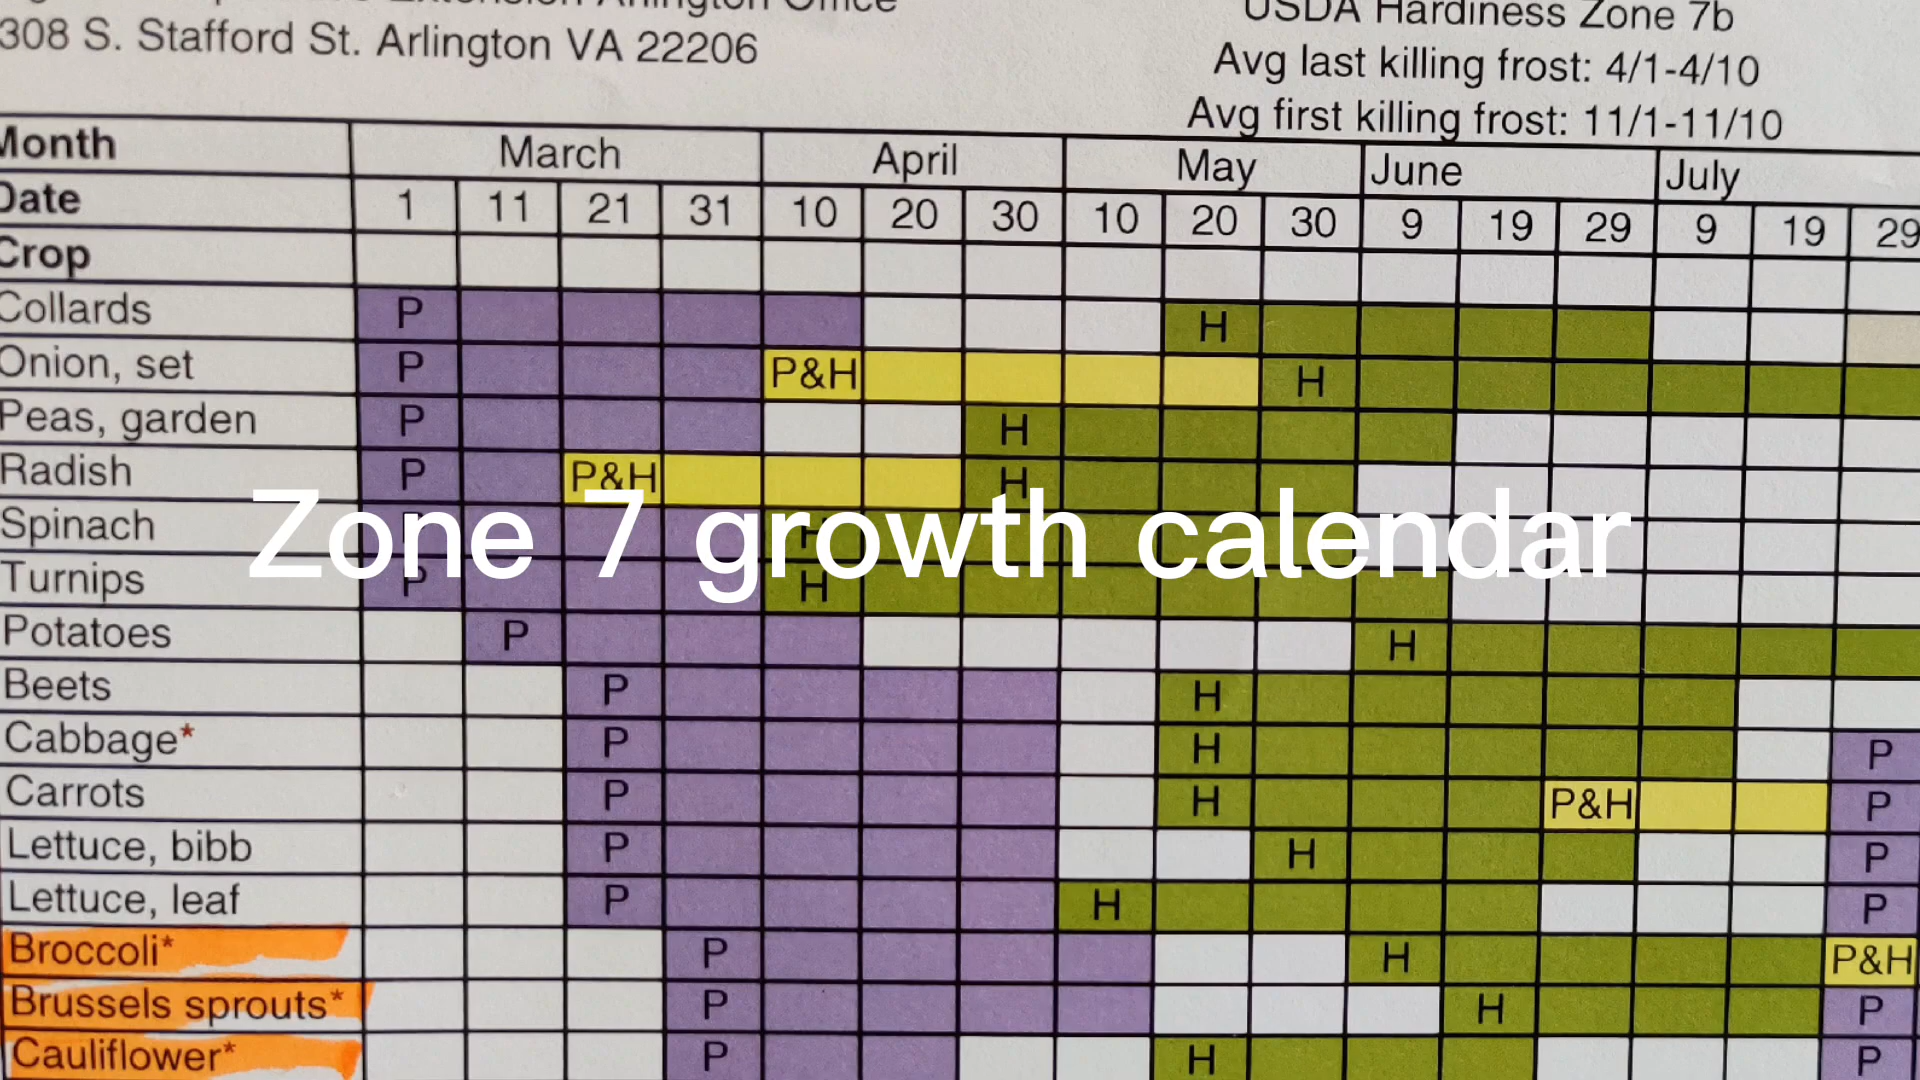 Extension Arlington Office
308 S. Stafford St. Arlington VA 22206
USDA Hardiness Zone 7b
Avg last killing frost: 4/1-4/10
Avg first killing frost: 11/1-11/10
Month March April May June July
Date 1 11 21 31 10 20 30 10 20 30 9 19 29 9 19 29
Crop
Collards P H
Onion, set P P&H H
Peas, garden P H
Radish P P&H H
Spinach P H
Zone 7 growth calendar
Turnips P H
Potatoes P H
Beets P H
Cabbage* P H P
Carrots P H P&H P
Lettuce, bibb P H P
Lettuce, leaf P H P
Broccoli* P H P&H
Brussels sprouts* P H P
Cauliflower* P H P